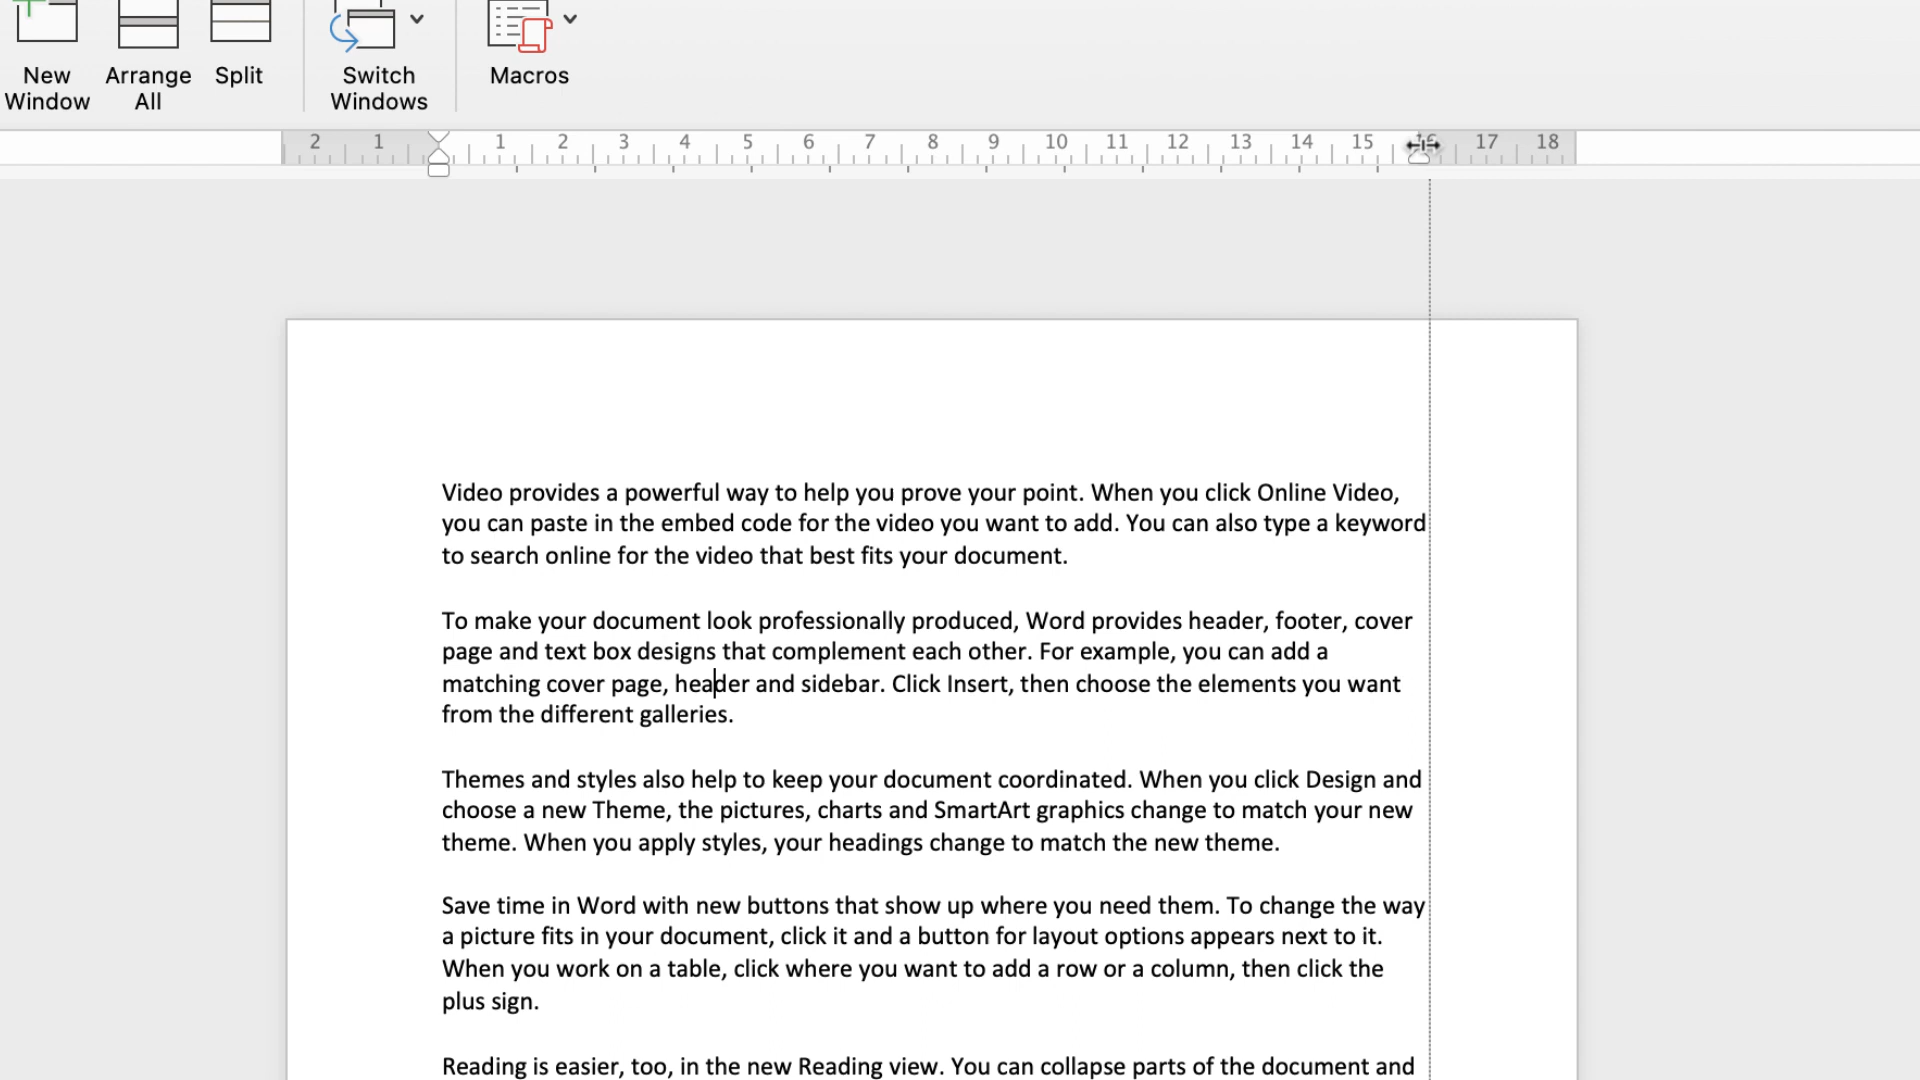 New Window
Arrange All
Split
Switch Windows
Macros
2 1 1 2 3 4 5 6 7 8 9 10 11 12 13 14 15 16 17 18
Video provides a powerful way to help you prove your point. When you click Online Video,
you can paste in the embed code for the video you want to add. You can also type a keyword
to search online for the video that best fits your document.
To make your document look professionally produced, Word provides header, footer, cover
page and text box designs that complement each other. For example, you can add a
matching cover page, header and sidebar. Click Insert, then choose the elements you want
from the different galleries.
Themes and styles also help to keep your document coordinated. When you click Design and
choose a new Theme, the pictures, charts and SmartArt graphics change to match your new
theme. When you apply styles, your headings change to match the new theme.
Save time in Word with new buttons that show up where you need them. To change the way
a picture fits in your document, click it and a button for layout options appears next to it.
When you work on a table, click where you want to add a row or a column, then click the
plus sign.
Reading is easier, too, in the new Reading view. You can collapse parts of the document and